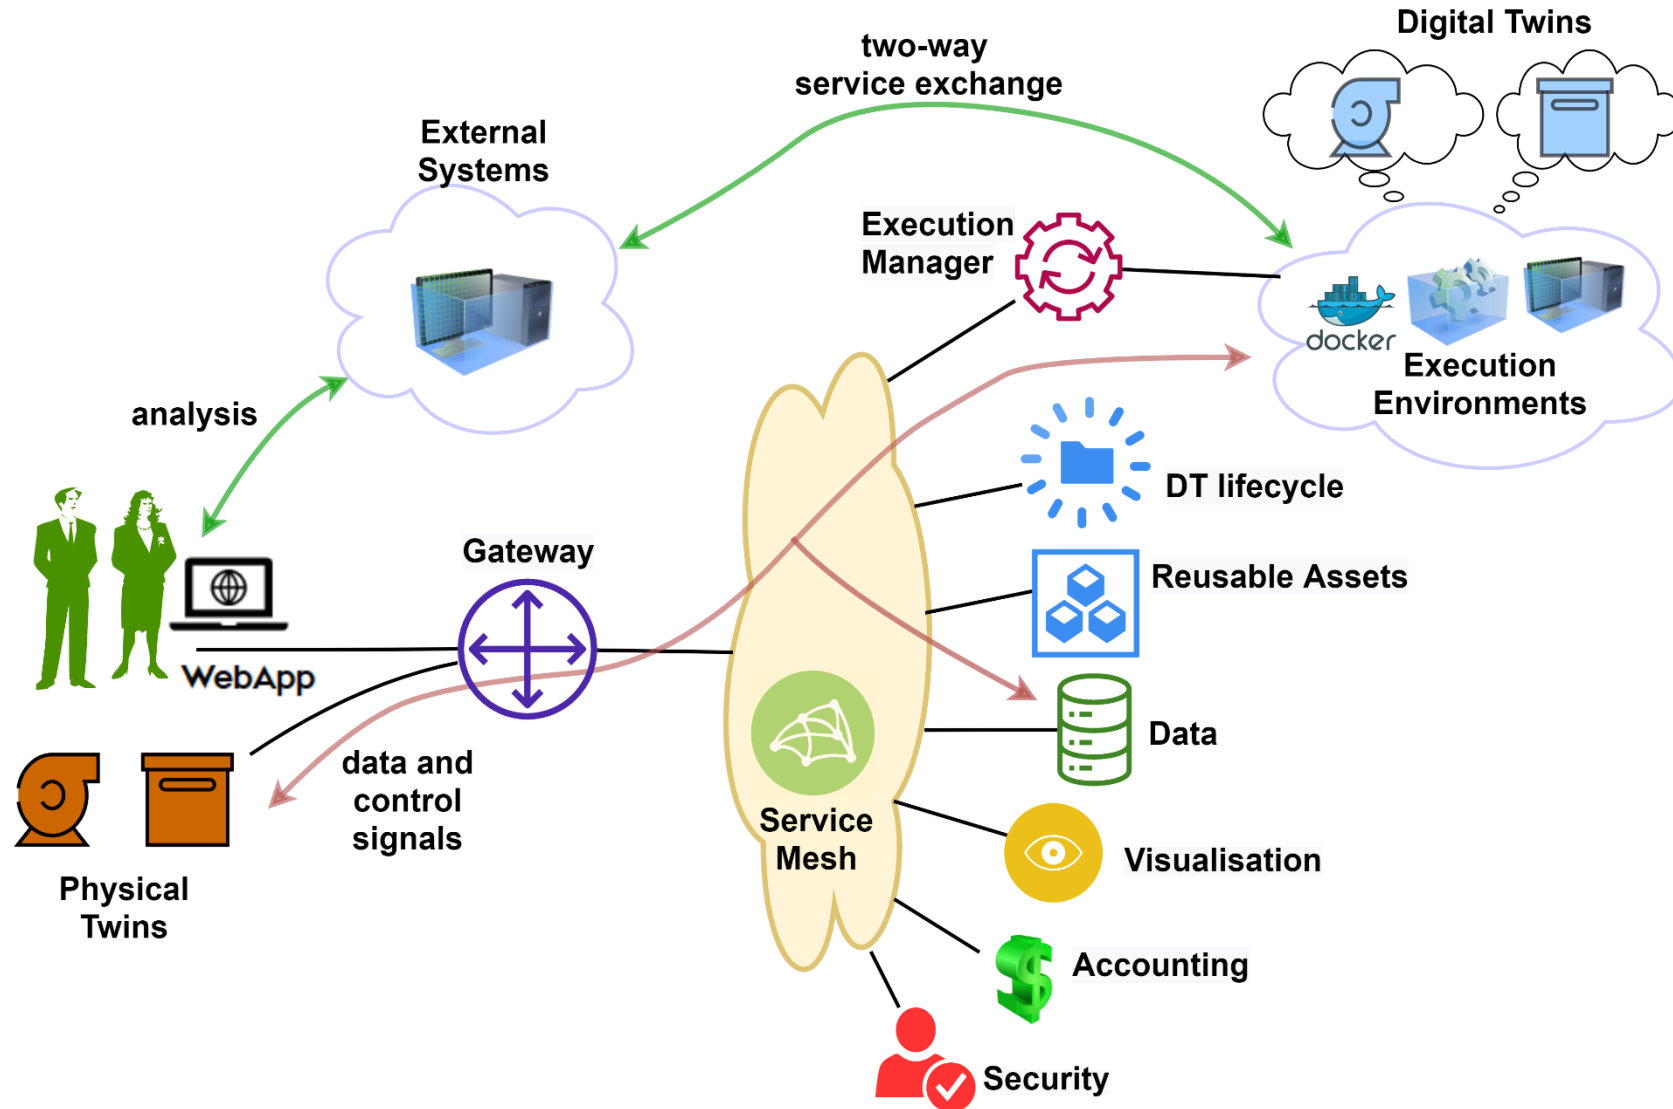 Digital Twins
two-way
service exchange
External
Systems
Execution
Manager
docker
Execution
Environments
analysis
DT lifecycle
Gateway
Reusable Assets
WebApp
Data
data and
control
signals
Service
Mesh
Visualisation
Physical
Twins
Accounting
Security